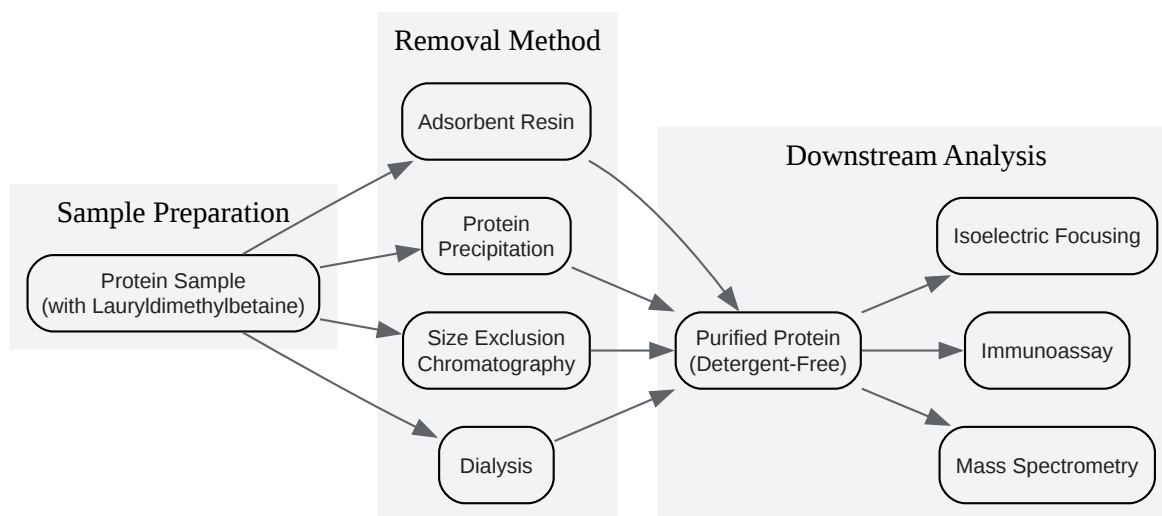 Sample Preparation
Protein Sample
(with Lauryldimethylbetaine)
Removal Method
Adsorbent Resin
Protein
Precipitation
Size Exclusion
Chromatography
Dialysis
Downstream Analysis
Purified Protein
(Detergent-Free)
Isoelectric Focusing
Immunoassay
Mass Spectrometry